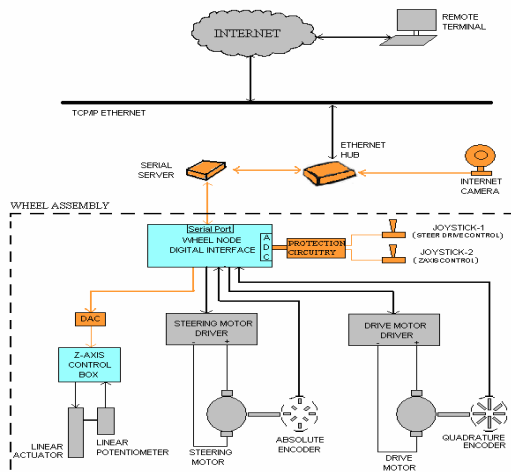 REMOTE
TERMINAL
INTERNET
TCP/IP ETHERNET
ETHERNET
HUB
SERIAL
SERVER
INTERNET
CAMERA
WHEEL ASSEMBLY
Serial Port
WHEEL NODE
DIGITAL INTERFACE
A
D
C
PROTECTION
CIRCUITRY
JOYSTICK-1
(STEER DRIVE CONTROL)
JOYSTICK-2
(ZAXIS CONTROL)
DAC
STEERING MOTOR
DRIVER
- +
DRIVE MOTOR
DRIVER
- +
Z-AXIS
CONTROL
BOX
LINEAR
ACTUATOR
LINEAR
POTENTIOMETER
STEERING
MOTOR
ABSOLUTE
ENCODER
DRIVE
MOTOR
QUADRATURE
ENCODER